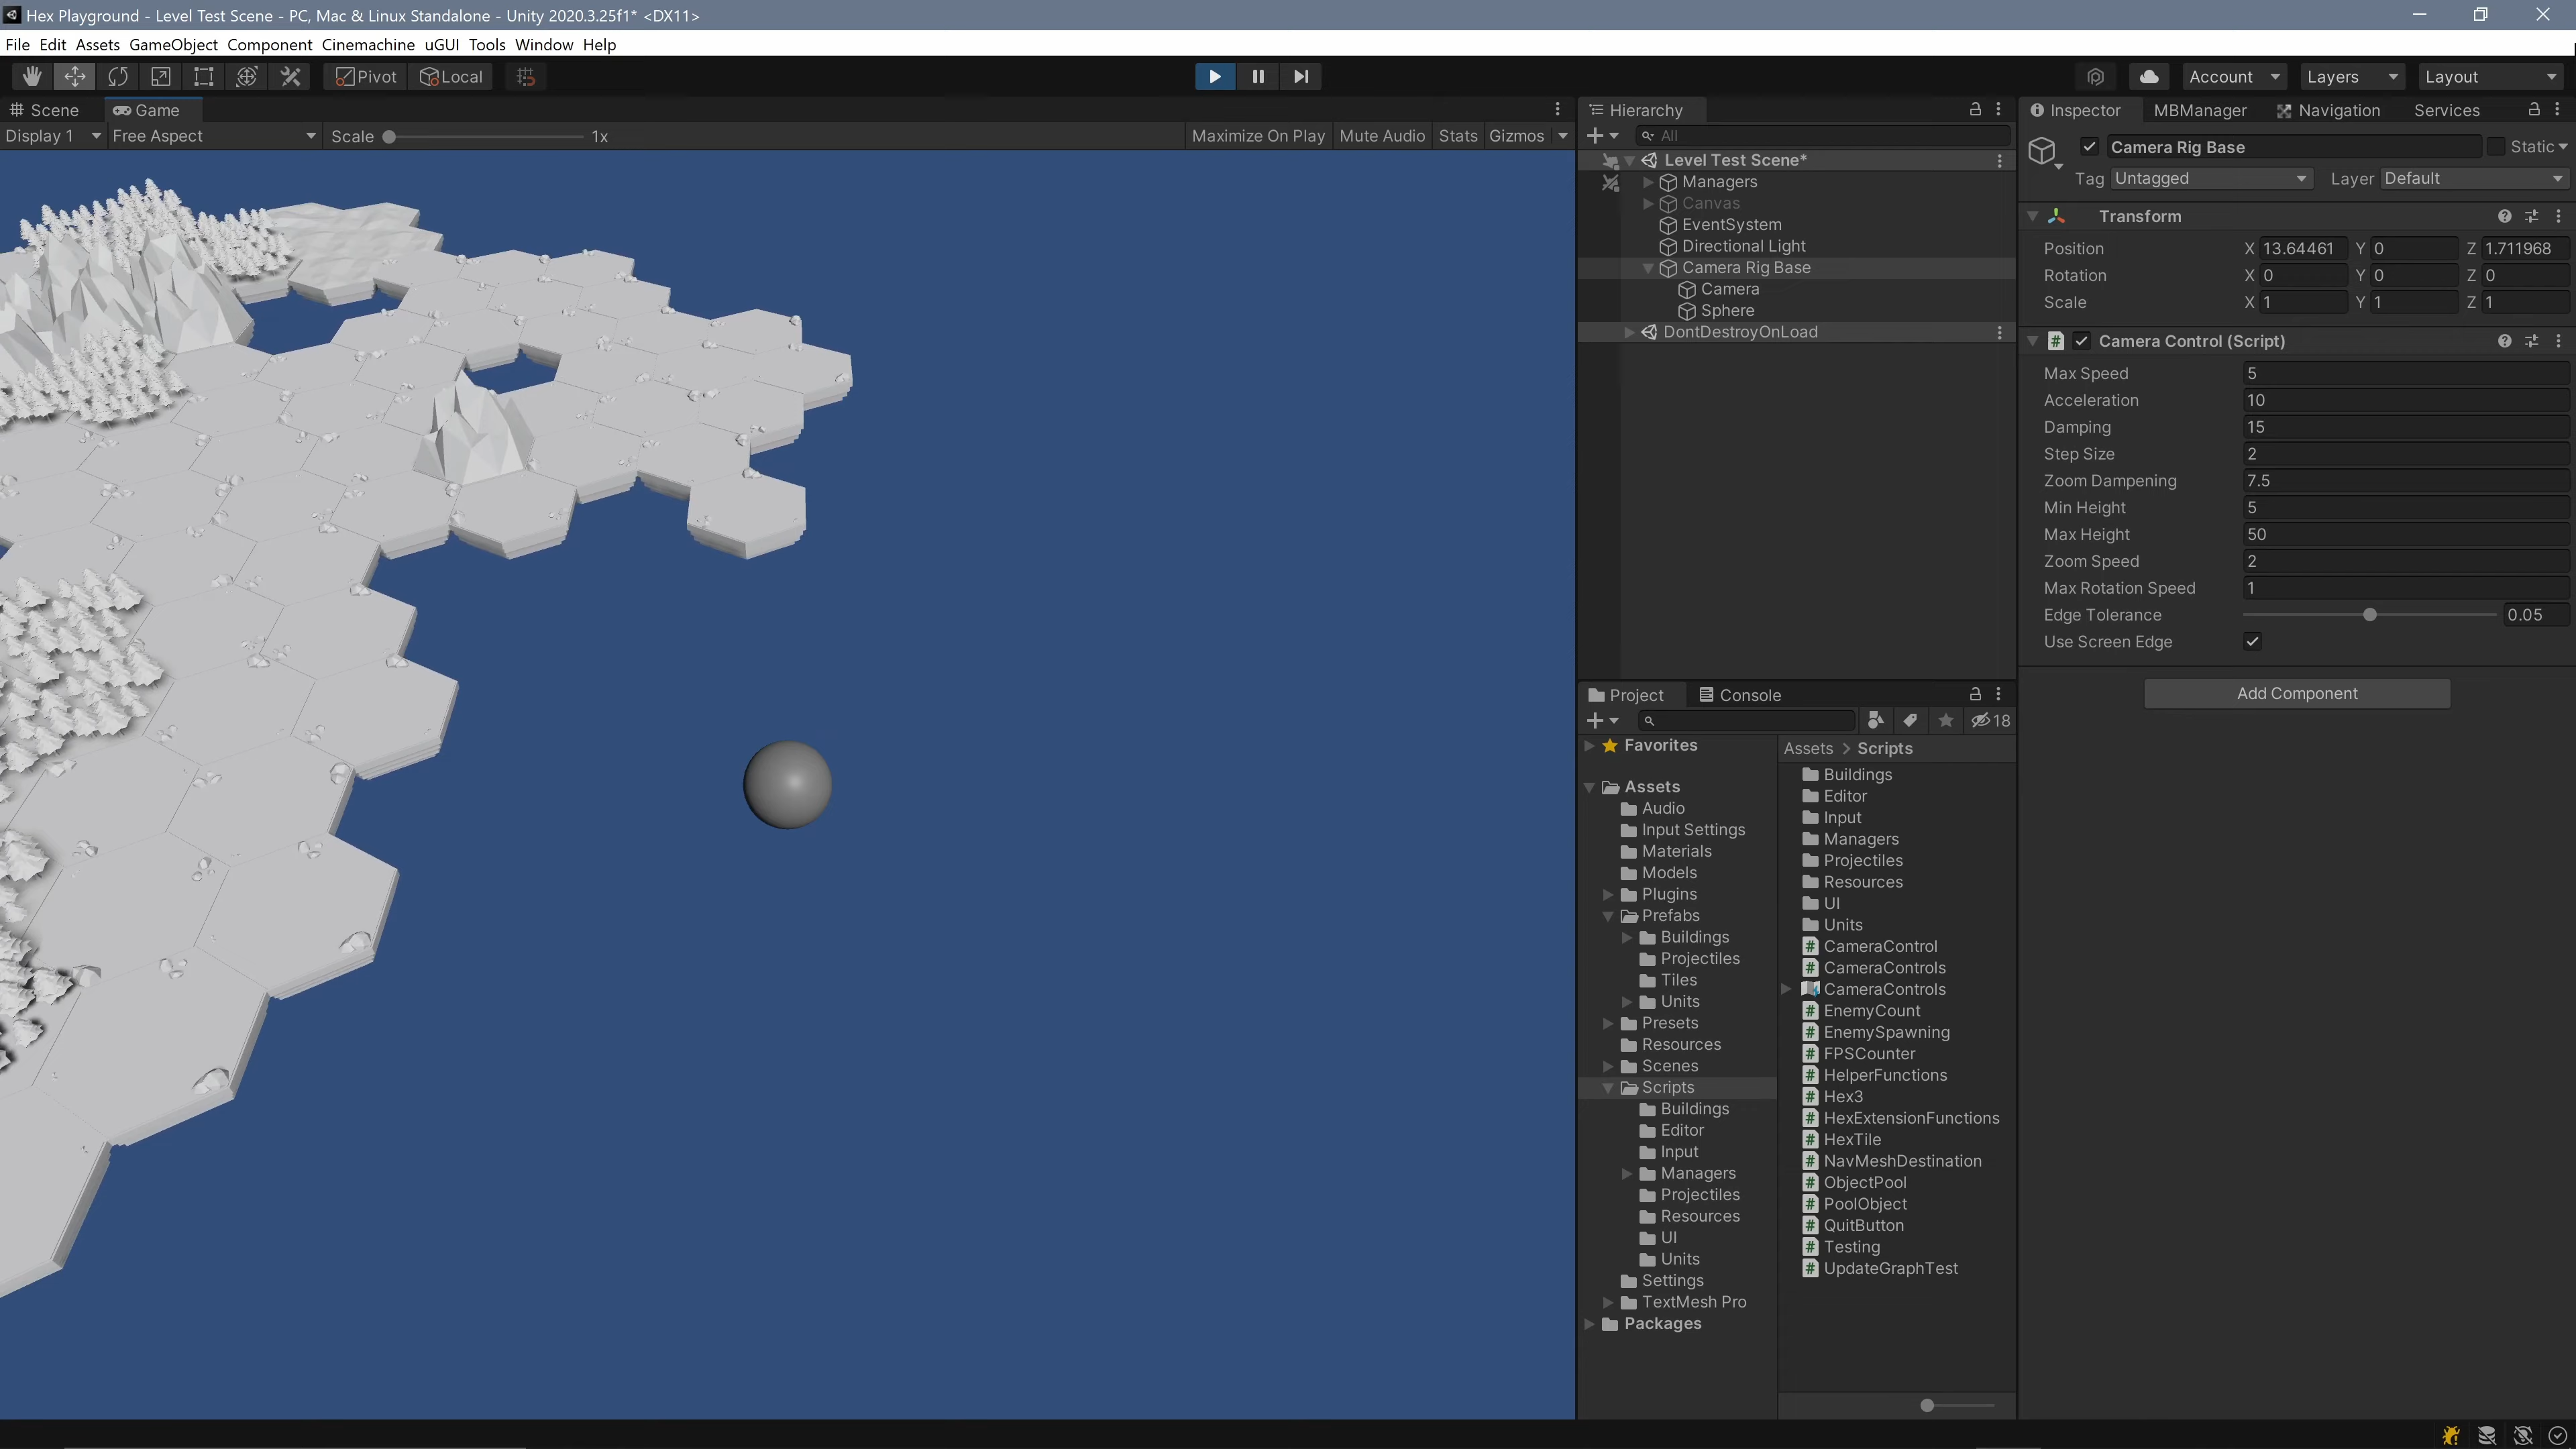 Hex Playground - Level Test Scene - PC, Mac & Linux Standalone - Unity 2020.3.25f1* <DX11>
File Edit Assets GameObject Component Cinemachine uGUI Tools Window Help
Pivot Local Account Layers Layout
Scene Game
Display 1 Free Aspect Scale 1x Maximize On Play Mute Audio Stats Gizmos
Hierarchy
All
Level Test Scene*
Managers
Canvas
EventSystem
Directional Light
Camera Rig Base
Camera
Sphere
DontDestroyOnLoad
Project Console
18
Favorites
Assets
Audio
Input Settings
Materials
Models
Plugins
Prefabs
Buildings
Projectiles
Tiles
Units
Presets
Resources
Scenes
Scripts
Buildings
Editor
Input
Managers
Projectiles
Resources
UI
Units
Settings
TextMesh Pro
Packages
Assets > Scripts
Buildings
Editor
Input
Managers
Projectiles
Resources
UI
Units
CameraControl
CameraControls
CameraControls
EnemyCount
EnemySpawning
FPSCounter
HelperFunctions
Hex3
HexExtensionFunctions
HexTile
NavMeshDestination
ObjectPool
PoolObject
QuitButton
Testing
UpdateGraphTest
Inspector MBManager Navigation Services
Camera Rig Base Static
Tag Untagged Layer Default
Transform
Position X 13.64461 Y 0 Z 1.711968
Rotation X 0 Y 0 Z 0
Scale X 1 Y 1 Z 1
# Camera Control (Script)
Max Speed 5
Acceleration 10
Damping 15
Step Size 2
Zoom Dampening 7.5
Min Height 5
Max Height 50
Zoom Speed 2
Max Rotation Speed 1
Edge Tolerance 0.05
Use Screen Edge
Add Component